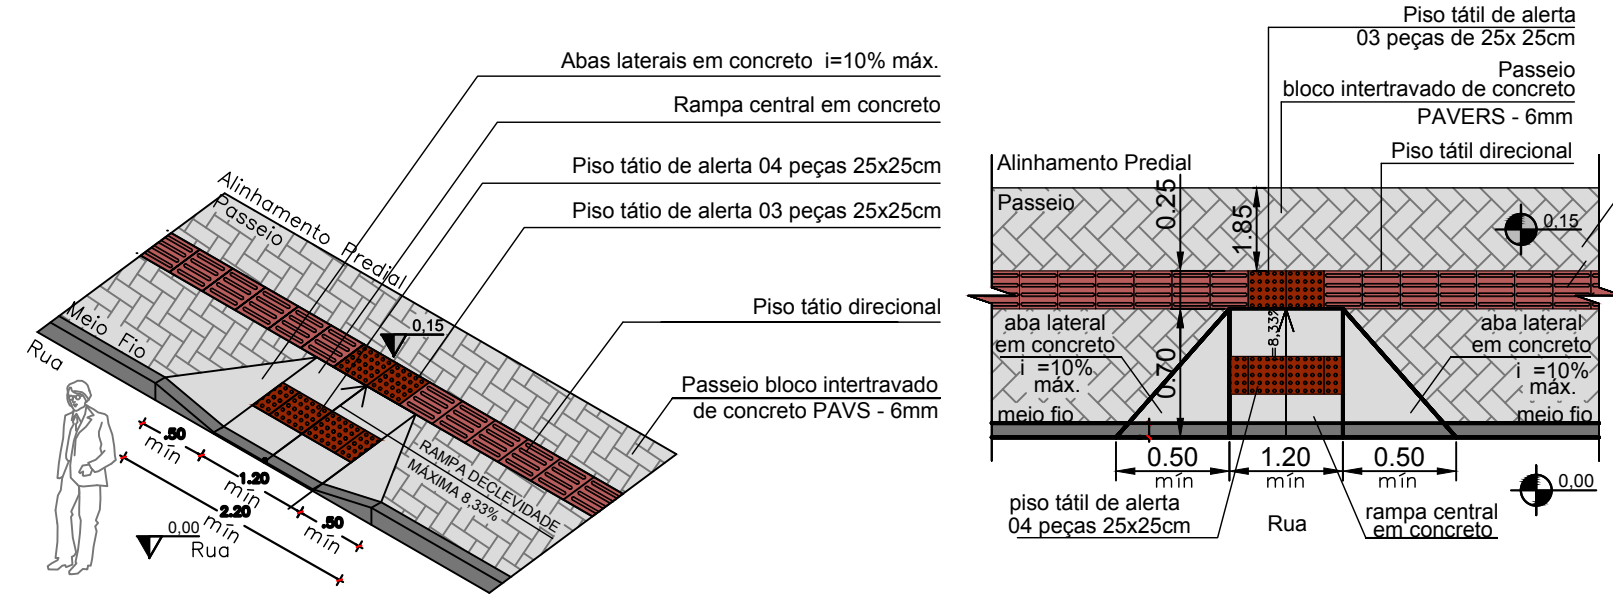 Abas laterais em concreto i=10% máx.
Rampa central em concreto
Piso tátio de alerta 04 peças 25x25cm
Piso tátio de alerta 03 peças 25x25cm
Piso tátio direcional
Passeio bloco intertravado
de concreto PAVS - 6mm
Alinhamento Predial
Passeio
Meio Fio
Rua
0,15
RAMPA DECLEVIDADE
MÁXIMA 8,33%
.50
mín
1.20
mín
.50
mín
2.20
mín
0,00
Rua
Piso tátil de alerta
03 peças de 25x 25cm
Passeio
bloco intertravado de concreto
PAVERS - 6mm
Piso tátil direcional
Alinhamento Predial
Passeio
0.25
1.85
0,15
aba lateral
em concreto
i =10%
máx.
meio fio
0.70
=8,33%
aba lateral
em concreto
i =10%
máx.
meio fio
0.50
mín
1.20
mín
0.50
mín
0,00
piso tátil de alerta
04 peças 25x25cm
Rua
rampa central
em concreto